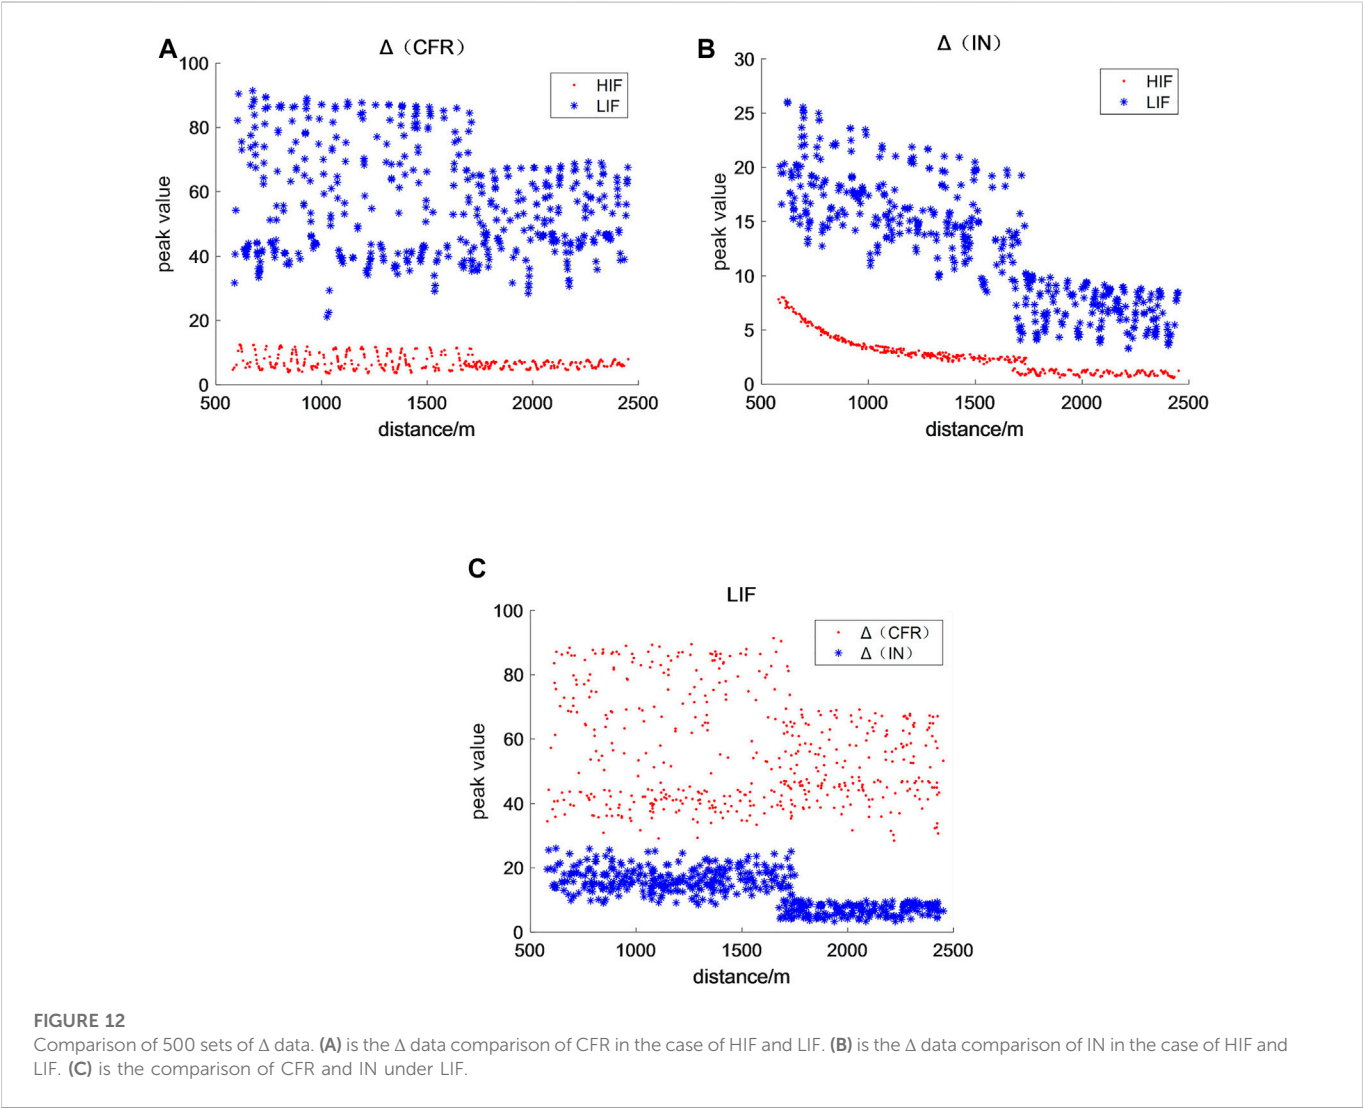 A
Δ（CFR）
100
80
60
40
20
0
peak value
HIF
LIF
500 1000 1500 2000 2500
distance/m
B
Δ（IN）
30
25
20
15
10
5
0
peak value
HIF
LIF
500 1000 1500 2000 2500
distance/m
C
LIF
100
80
60
40
20
0
peak value
Δ（CFR）
Δ（IN）
500 1000 1500 2000 2500
distance/m
FIGURE 12
Comparison of 500 sets of Δ data. (A) is the Δ data comparison of CFR in the case of HIF and LIF. (B) is the Δ data comparison of IN in the case of HIF and
LIF. (C) is the comparison of CFR and IN under LIF.